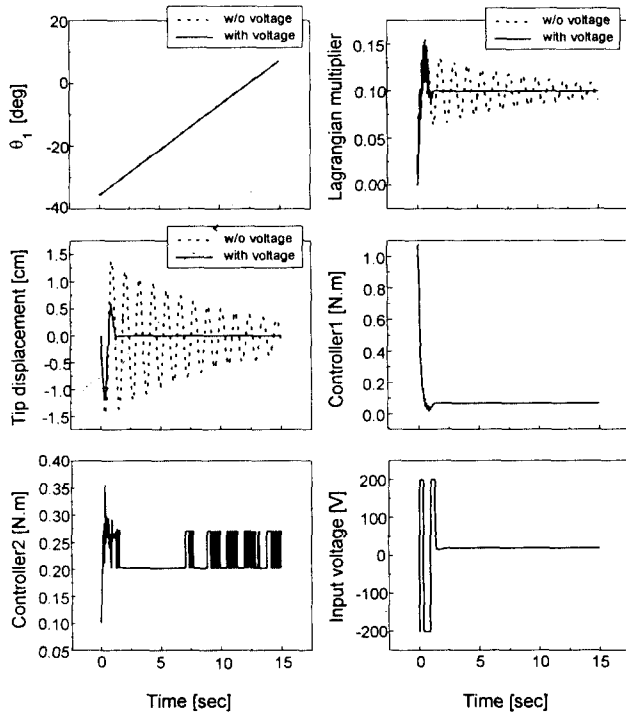 w/o voltage
with voltage
20
0
-20
-40
θ1 [deg]
w/o voltage
with voltage
0.15
0.10
0.05
0.00
Lagrangian multiplier
w/o voltage
with voltage
1.5
1.0
0.5
0.0
-0.5
-1.0
-1.5
Tip displacement [cm]
1.0
0.8
0.6
0.4
0.2
0.0
Controller1 [N.m]
0.40
0.35
0.30
0.25
0.20
0.15
0.10
0.05
Controller2 [N.m]
0 5 10 15
Time [sec]
200
100
0
-100
-200
Input voltage [V]
0 5 10 15
Time [sec]